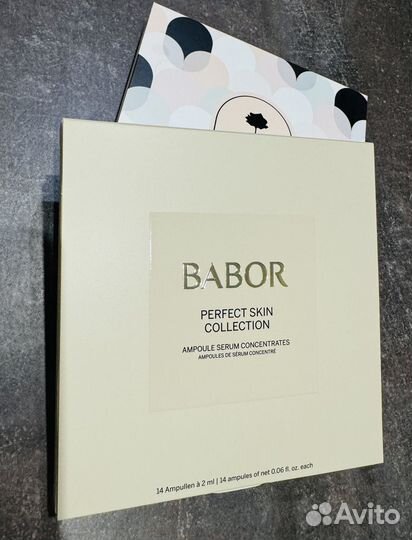 BABOR
PERFECT SKIN
COLLECTION
AMPOULE SERUM CONCENTRATES
AMPOULES DE SÉRUM CONCENTRÉ
14 Ampullen à 2 ml | 14 ampules of net 0.06 fl. oz. each
Avito